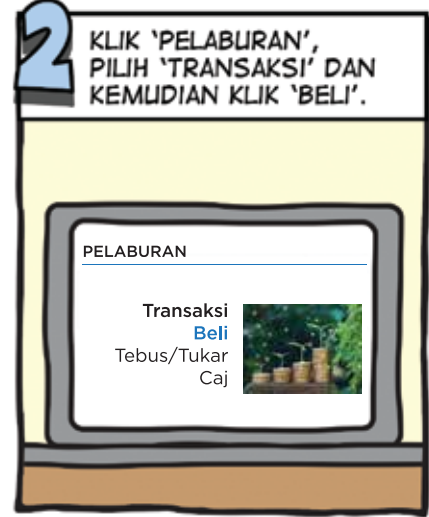 2
KLIK ‘PELABURAN’,
PILIH ‘TRANSAKSI’ DAN
KEMUDIAN KLIK ‘BELI’.
PELABURAN
Transaksi
Beli
Tebus/Tukar
Caj